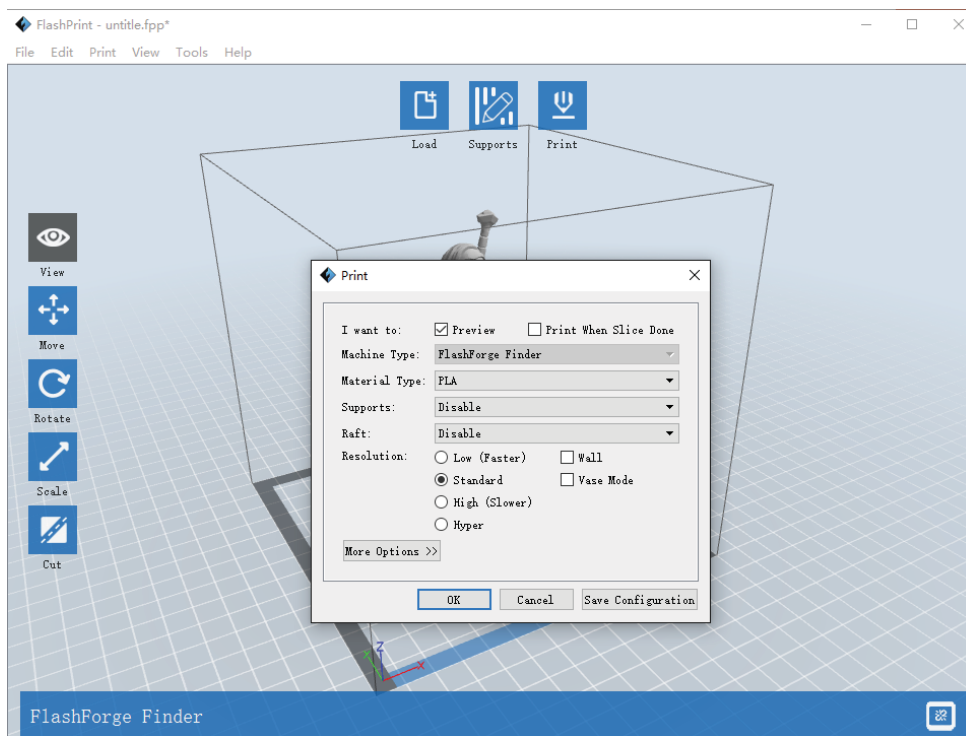 FlashPrint - untitle.fpp*
File Edit Print View Tools Help
Load Supports Print
View
Move
Rotate
Scale
Cut
Print
I want to: Preview Print When Slice Done
Machine Type: FlashForge Finder
Material Type: PLA
Supports: Disable
Raft: Disable
Resolution: Low (Faster) Wall
Standard Vase Mode
High (Slower)
Hyper
More Options >>
OK Cancel Save Configuration
Z
X
Y
FlashForge Finder